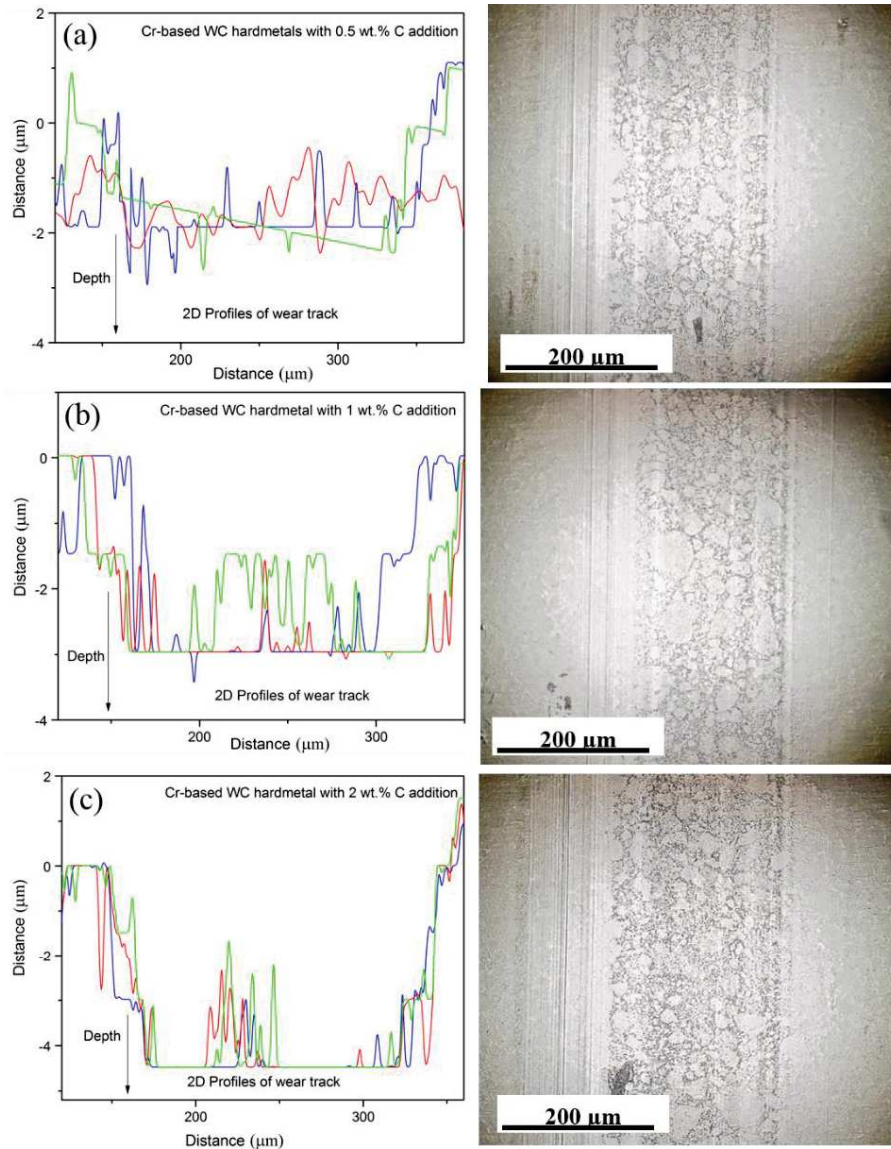 (a)
Cr-based WC hardmetals with 0.5 wt.% C addition
2
0
-2
-4
Distance (μm)
Depth
2D Profiles of wear track
200
300
Distance (μm)
200 μm
(b)
Cr-based WC hardmetal with 1 wt.% C addition
0
-2
-4
Distance (μm)
Depth
2D Profiles of wear track
200
300
Distance (μm)
200 μm
(c)
Cr-based WC hardmetal with 2 wt.% C addition
2
0
-2
-4
Distance (μm)
Depth
2D Profiles of wear track
200
300
Distance (μm)
200 μm